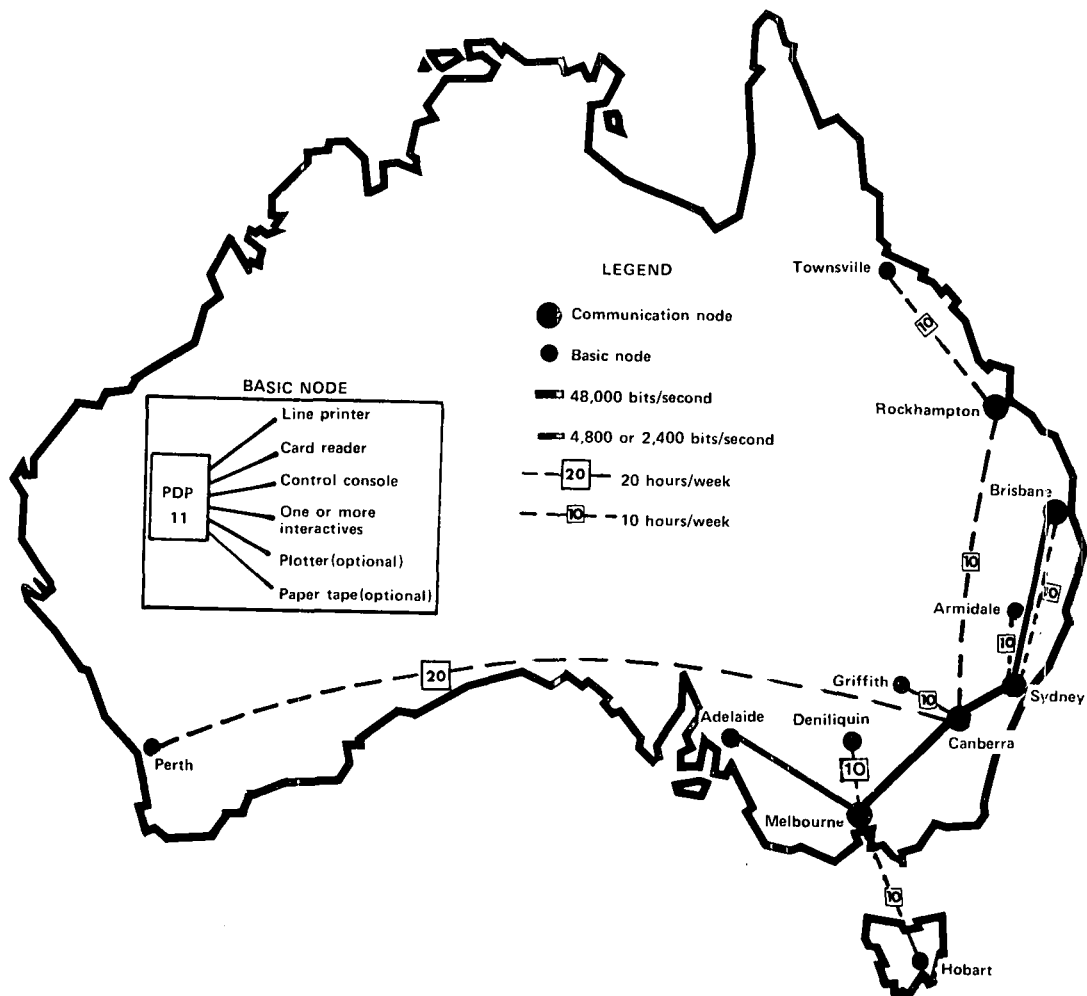 Townsville
LEGEND
10
Communication node
Basic node
BASIC NODE
48,000 bits/second
Line printer
Rockhampton
4,800 or 2,400 bits/second
Card reader
20
20 hours/week
Control console
PDP
11
Brisbane
One or more
interactives
10
10 hours/week
Plotter(optional)
10
Paper tape(optional)
10
Armidale
10
20
Griffith
10
Sydney
Adelaide
Deniliquin
Canberra
Perth
10
Melbourne
10
Hobart